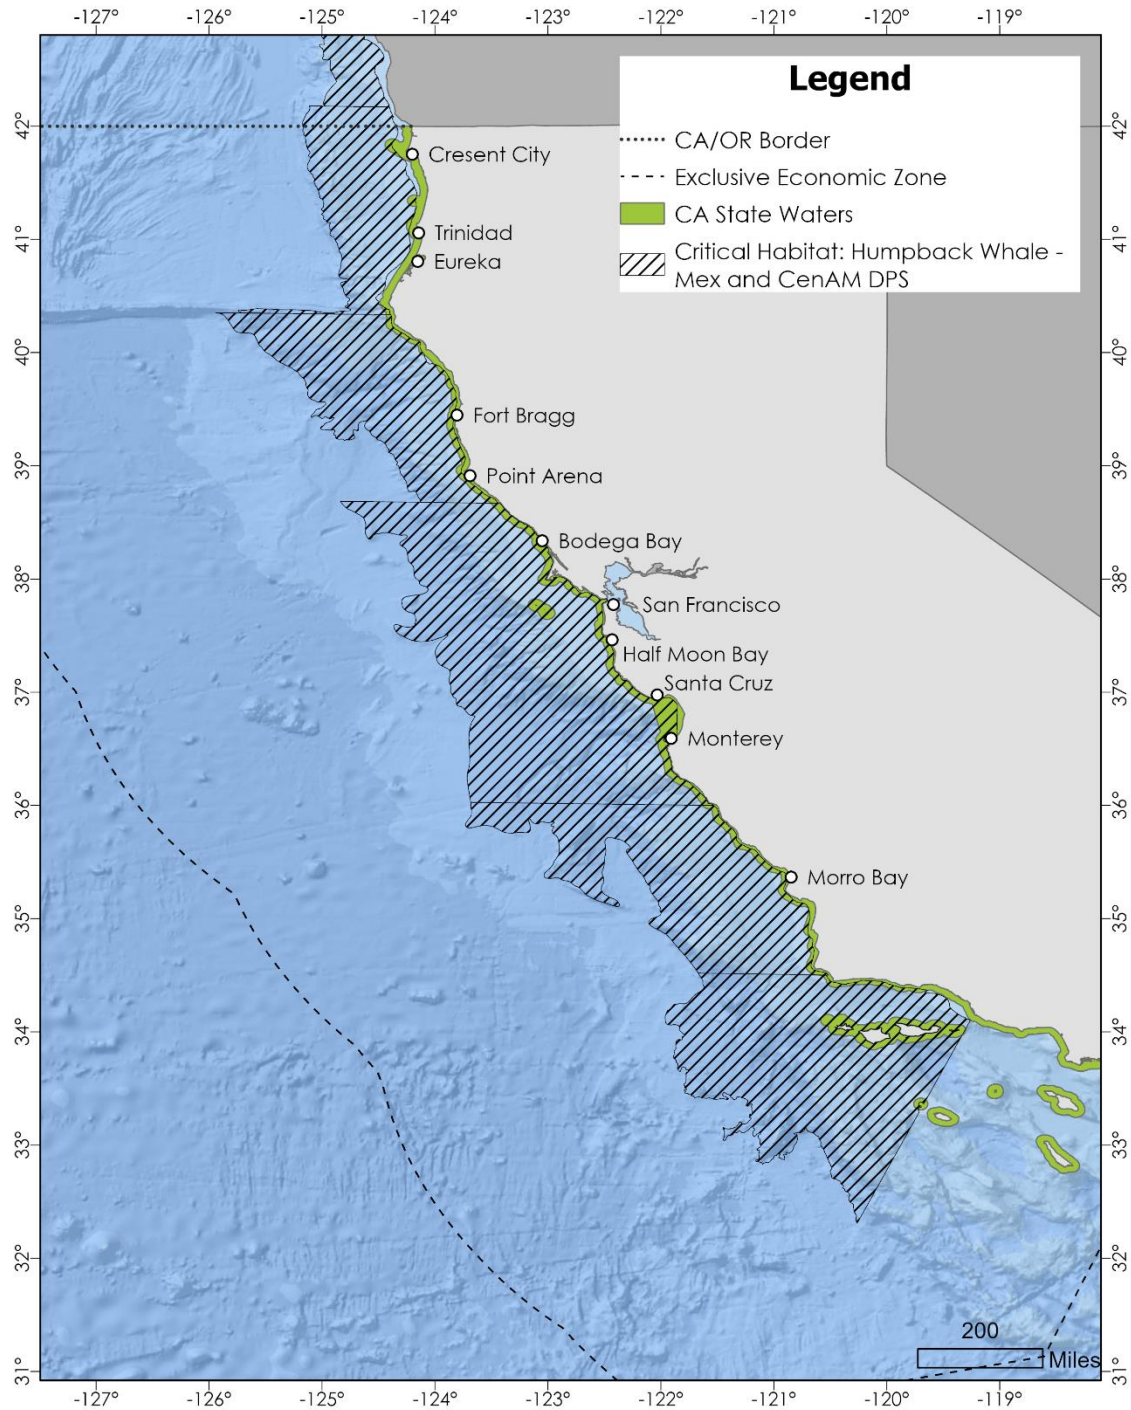 -127° -126° -125° -124° -123° -122° -121° -120° -119°
Legend
CA/OR Border
Exclusive Economic Zone
CA State Waters
Critical Habitat: Humpback Whale -
Mex and CenAM DPS
42° 42°
Cresent City
41° 41°
Trinidad
Eureka
40° 40°
Fort Bragg
39° 39°
Point Arena
Bodega Bay
38° 38°
San Francisco
Half Moon Bay
Santa Cruz
37° 37°
Monterey
36° 36°
Morro Bay
35° 35°
34° 34°
33° 33°
32° 32°
200
Miles
31° 31°
-127° -126° -125° -124° -123° -122° -121° -120° -119°